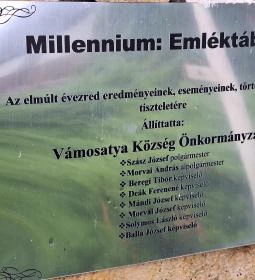 Millennium: Emléktáb
Az elmúlt évezred eredményeinek, eseményeinek, tört
tiszteletére
Állíttatta:
Vámosatya Község Önkormányza
❖Szász József polgármester
❖Morvai András alpolgármester
❖Beregi Tibor képviselő
❖Deák Ferencné képviselő
❖Mándi József képviselő
❖Morvai József képviselő
❖Solymos László képviselő
❖Balla József képviselő